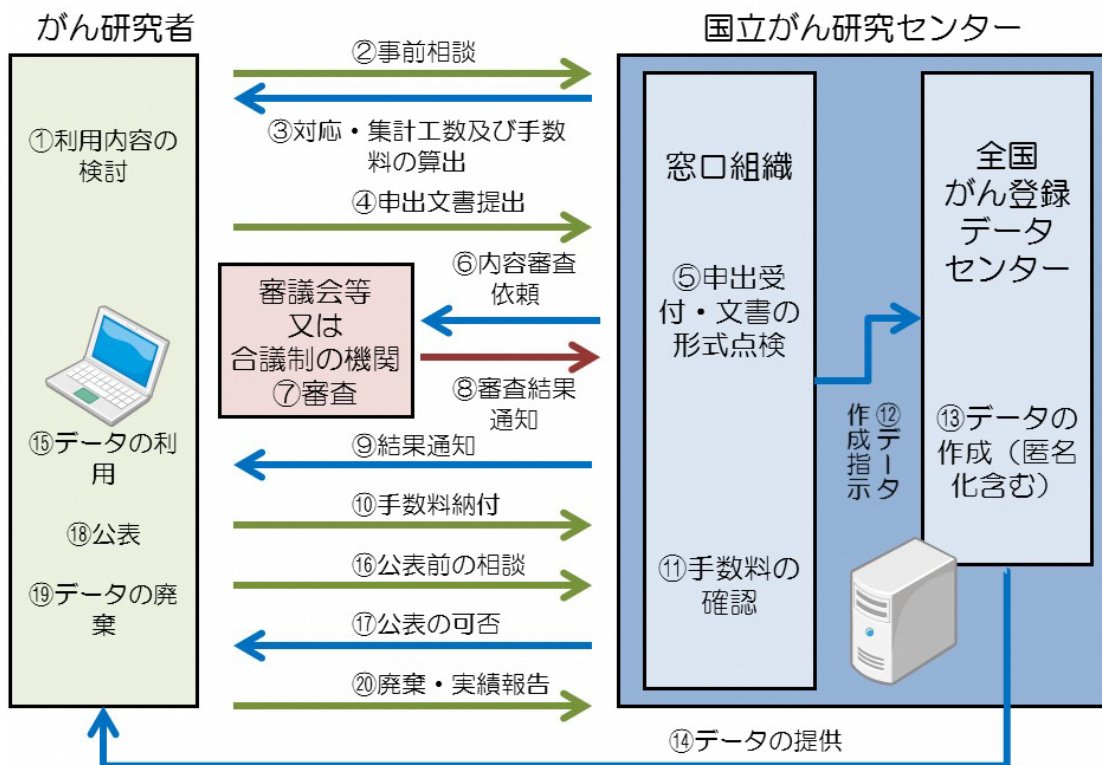 がん研究者
国立がん研究センター
②事前相談
①利用内容の
検討
③対応・集計工数及び手数
料の算出
④申出文書提出
窓口組織
全国
がん登録
データ
センター
⑥内容審査
依頼
審議会等
又は
合議制の機関
⑦審査
⑤申出受
付・文書の
形式点検
⑧審査結果
通知
⑫データ
作成指示
⑬データの
作成（匿名
化含む）
⑮データの利
用
⑨結果通知
⑩手数料納付
⑱公表
⑯公表前の相談
⑪手数料の
確認
⑲データの廃
棄
⑰公表の可否
⑳廃棄・実績報告
⑭データの提供